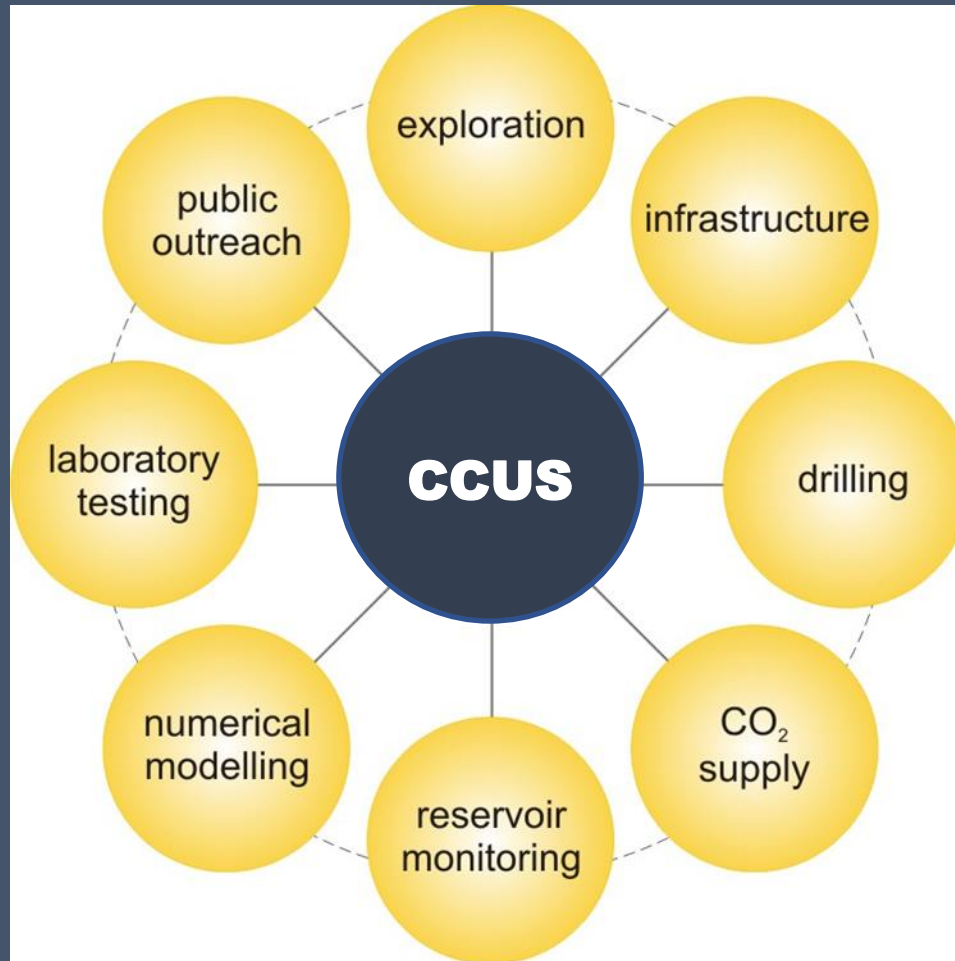 exploration
infrastructure
drilling
CO₂
supply
reservoir
monitoring
numerical
modelling
laboratory
testing
public
outreach
CCUS